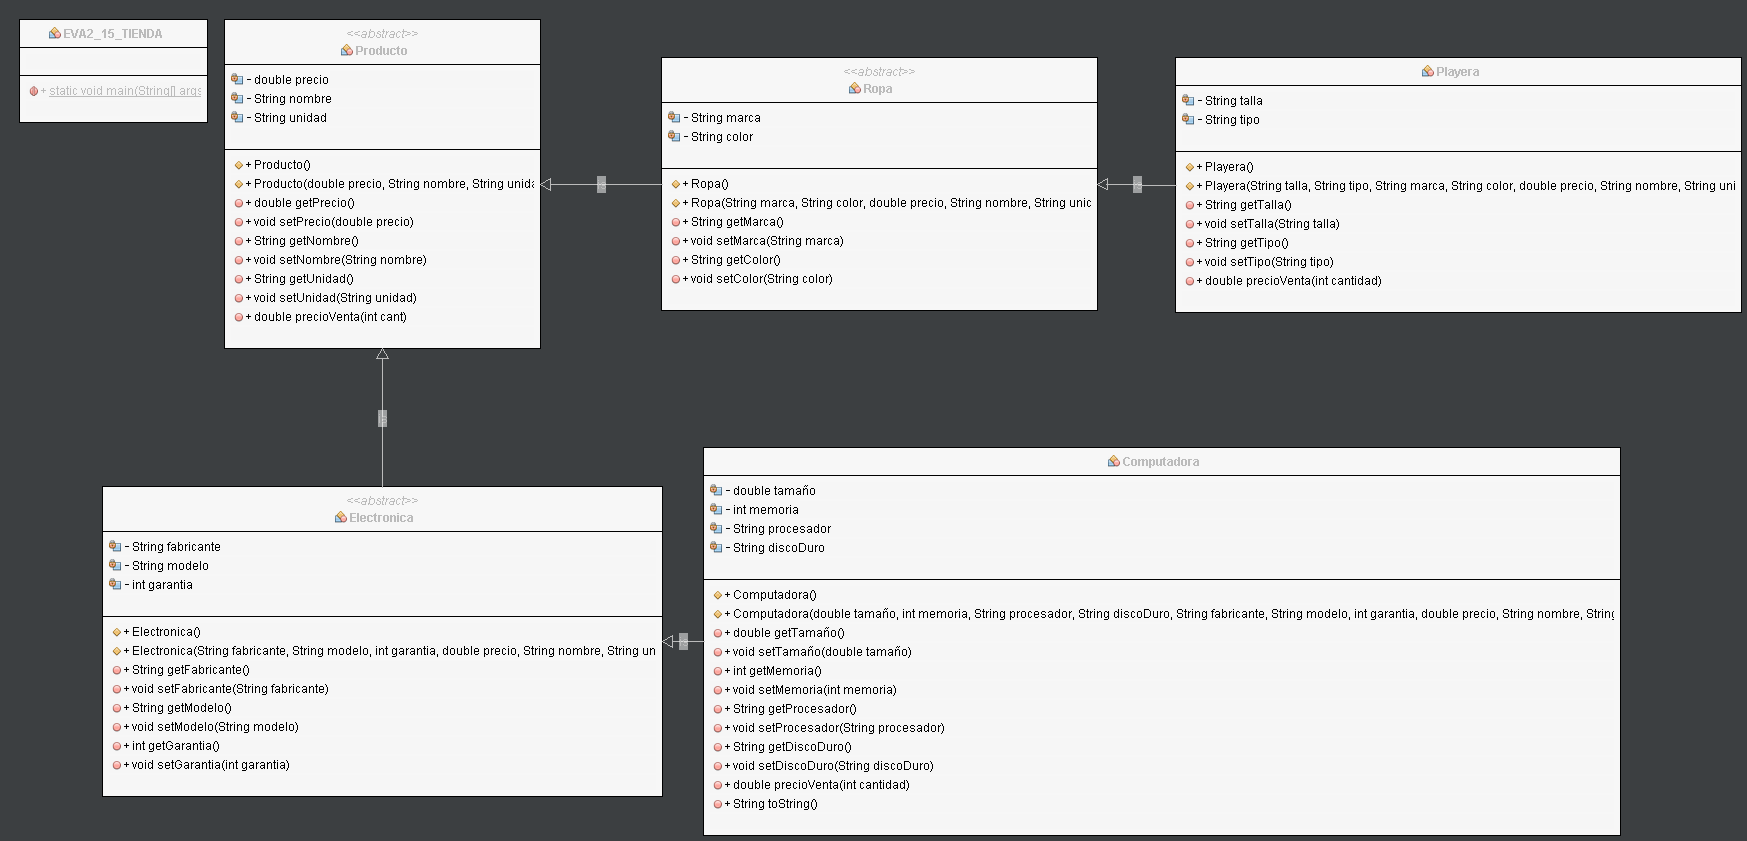 EVA2_15_TIENDA
+ static void main(String[] args
<<abstract>>
Producto
- double precio
- String nombre
- String unidad
+ Producto()
+ Producto(double precio, String nombre, String unida
+ double getPrecio()
+ void setPrecio(double precio)
+ String getNombre()
+ void setNombre(String nombre)
+ String getUnidad()
+ void setUnidad(String unidad)
+ double precioVenta(int cant)
<<abstract>>
Ropa
- String marca
- String color
+ Ropa()
+ Ropa(String marca, String color, double precio, String nombre, String unic
+ String getMarca()
+ void setMarca(String marca)
+ String getColor()
+ void setColor(String color)
Playera
- String talla
- String tipo
+ Playera()
+ Playera(String talla, String tipo, String marca, String color, double precio, String nombre, String uni
+ String getTalla()
+ void setTalla(String talla)
+ String getTipo()
+ void setTipo(String tipo)
+ double precioVenta(int cantidad)
<<abstract>>
Electronica
- String fabricante
- String modelo
- int garantia
+ Electronica()
+ Electronica(String fabricante, String modelo, int garantia, double precio, String nombre, String un
+ String getFabricante()
+ void setFabricante(String fabricante)
+ String getModelo()
+ void setModelo(String modelo)
+ int getGarantia()
+ void setGarantia(int garantia)
Computadora
- double tamaño
- int memoria
- String procesador
- String discoDuro
+ Computadora()
+ Computadora(double tamaño, int memoria, String procesador, String discoDuro, String fabricante, String modelo, int garantia, double precio, String nombre, String
+ double getTamaño()
+ void setTamaño(double tamaño)
+ int getMemoria()
+ void setMemoria(int memoria)
+ String getProcesador()
+ void setProcesador(String procesador)
+ String getDiscoDuro()
+ void setDiscoDuro(String discoDuro)
+ double precioVenta(int cantidad)
+ String toString()